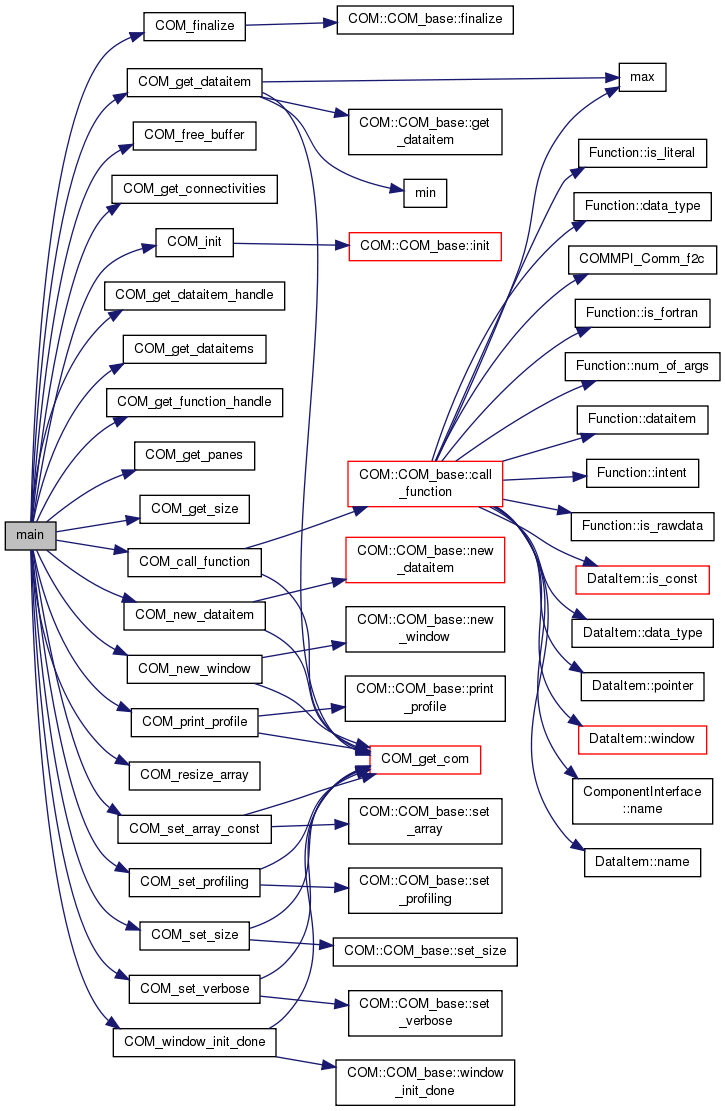 main
COM_finalize
COM_get_dataitem
COM_free_buffer
COM_get_connectivities
COM_init
COM_get_dataitem_handle
COM_get_dataitems
COM_get_function_handle
COM_get_panes
COM_get_size
COM_call_function
COM_new_dataitem
COM_new_window
COM_print_profile
COM_resize_array
COM_set_array_const
COM_set_profiling
COM_set_size
COM_set_verbose
COM_window_init_done
COM::COM_base::finalize
COM::COM_base::get
_dataitem
min
COM::COM_base::init
COM::COM_base::call
_function
COM::COM_base::new
_dataitem
COM::COM_base::new
_window
COM::COM_base::print
_profile
COM_get_com
COM::COM_base::set
_array
COM::COM_base::set
_profiling
COM::COM_base::set_size
COM::COM_base::set
_verbose
COM::COM_base::window
_init_done
max
Function::is_literal
Function::data_type
COMMPI_Comm_f2c
Function::is_fortran
Function::num_of_args
Function::dataitem
Function::intent
Function::is_rawdata
DataItem::is_const
DataItem::data_type
DataItem::pointer
DataItem::window
ComponentInterface
::name
DataItem::name